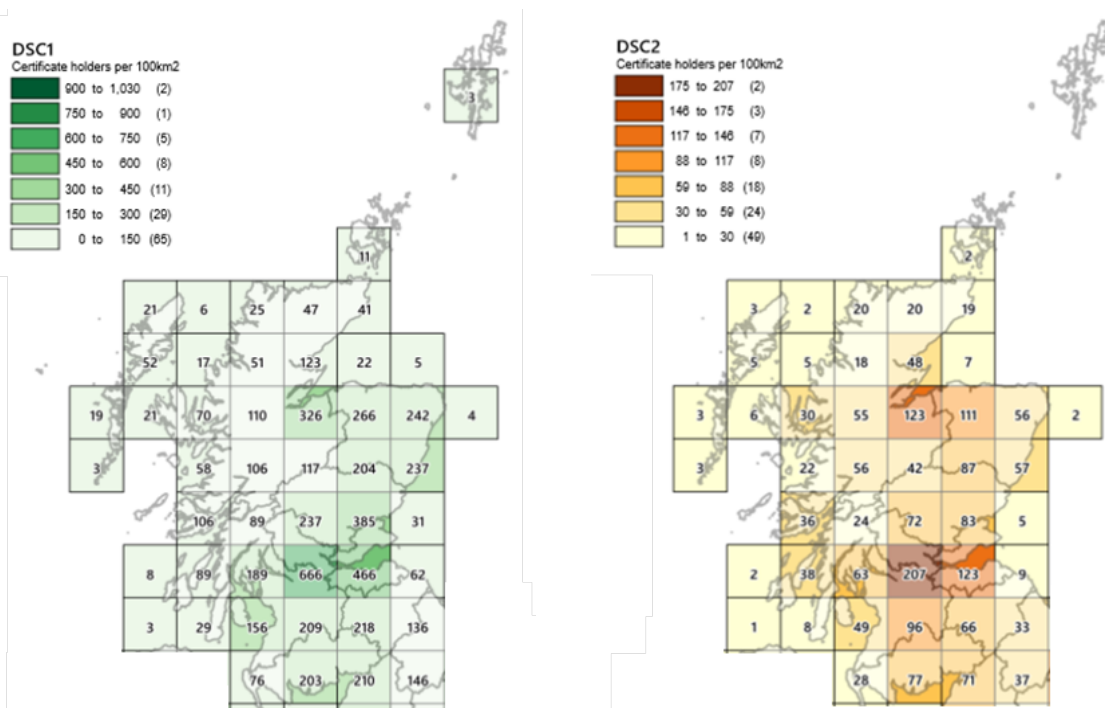 DSC1
Certificate holders per 100km2
900 to 1,030 (2)
750 to 900 (1)
600 to 750 (5)
450 to 600 (8)
300 to 450 (11)
150 to 300 (29)
0 to 150 (65)
3
11
21 6 25 47 41
52 17 51 123 22 5
19 21 70 110 326 266 242 4
3 58 106 117 204 237
106 89 237 385 31
8 89 189 666 466 62
3 29 156 209 218 136
76 203 210 146
DSC2
Certificate holders per 100km2
175 to 207 (2)
146 to 175 (3)
117 to 146 (7)
88 to 117 (8)
59 to 88 (18)
30 to 59 (24)
1 to 30 (49)
2
3 2 20 20 19
5 5 18 48 7
3 6 30 55 123 111 56 2
3 22 56 42 87 57
36 24 72 83 5
2 38 63 207 123 9
1 8 49 96 66 33
28 77 71 37